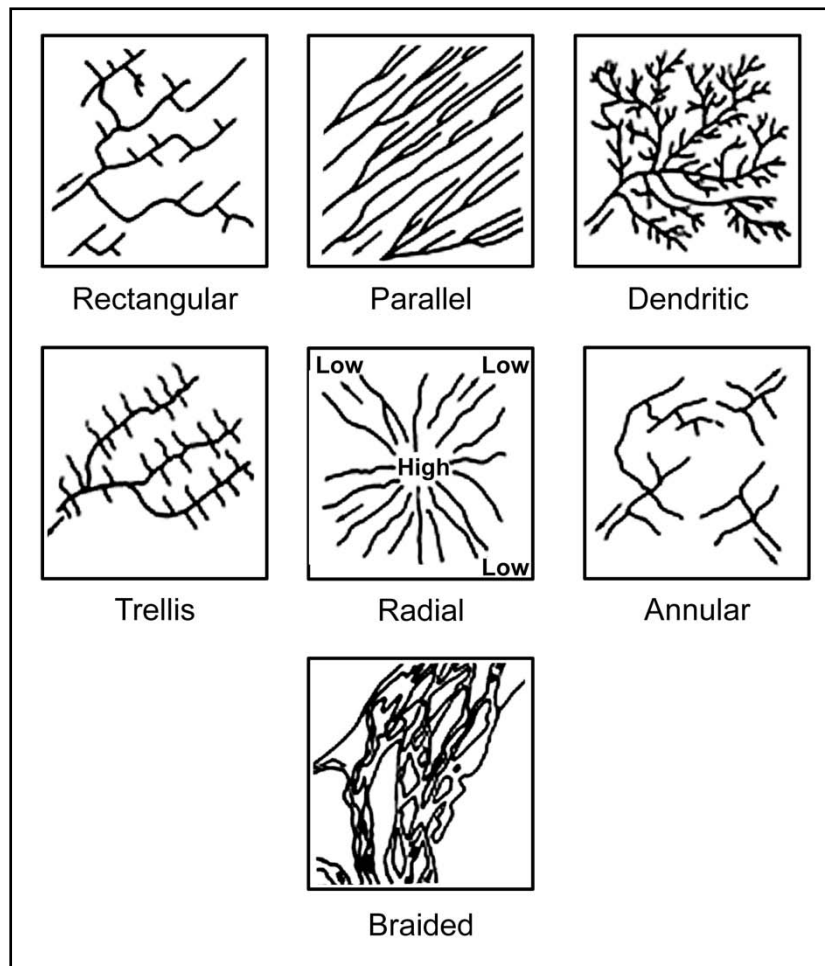 Rectangular
Parallel
Dendritic
Low
Low
High
Low
Trellis
Radial
Annular
Braided